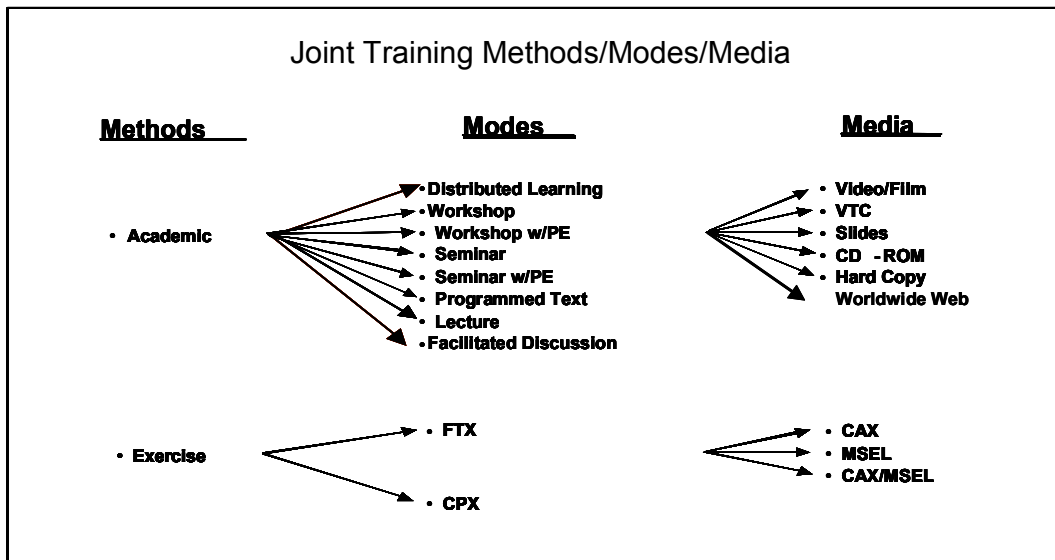 Joint Training Methods/Modes/Media
Methods
Modes
Media
• Academic
• Distributed Learning
• Workshop
• Workshop w/PE
• Seminar
• Seminar w/PE
• Programmed Text
• Lecture
• Facilitated Discussion
• Video/Film
• VTC
• Slides
• CD -ROM
• Hard Copy
Worldwide Web
• Exercise
• FTX
• CPX
• CAX
• MSEL
• CAX/MSEL